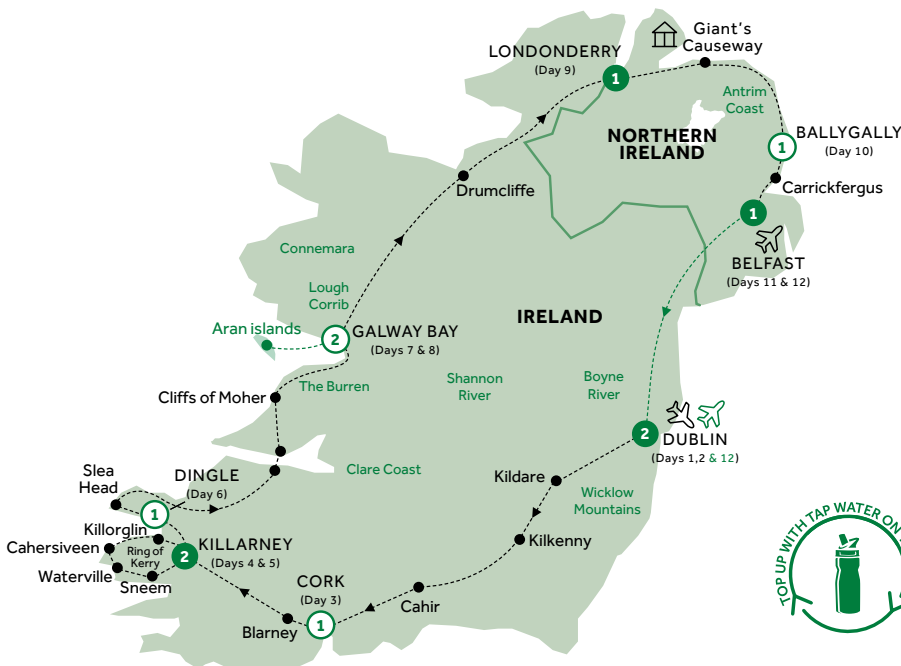 LONDONDERRY
(Day 9)
1
Giant's
Causeway
Antrim
Coast
NORTHERN
IRELAND
1
BALLYGALLY
(Day 10)
Carrickfergus
1
BELFAST
(Days 11 & 12)
Drumcliffe
Connemara
Lough
Corrib
Aran islands
2
GALWAY BAY
(Days 7 & 8)
IRELAND
The Burren
Shannon
River
Boyne
River
Cliffs of Moher
2
DUBLIN
(Days 1,2 & 12)
Clare Coast
Kildare
Wicklow
Mountains
Slea
Head
DINGLE
(Day 6)
1
Killorglin
Cahersiveen
Ring of
Kerry
Waterville
Sneem
2
KILLARNEY
(Days 4 & 5)
Kilkenny
CORK
(Day 3)
1
Blarney
Cahir
TOP UP WITH TAP WATER ON